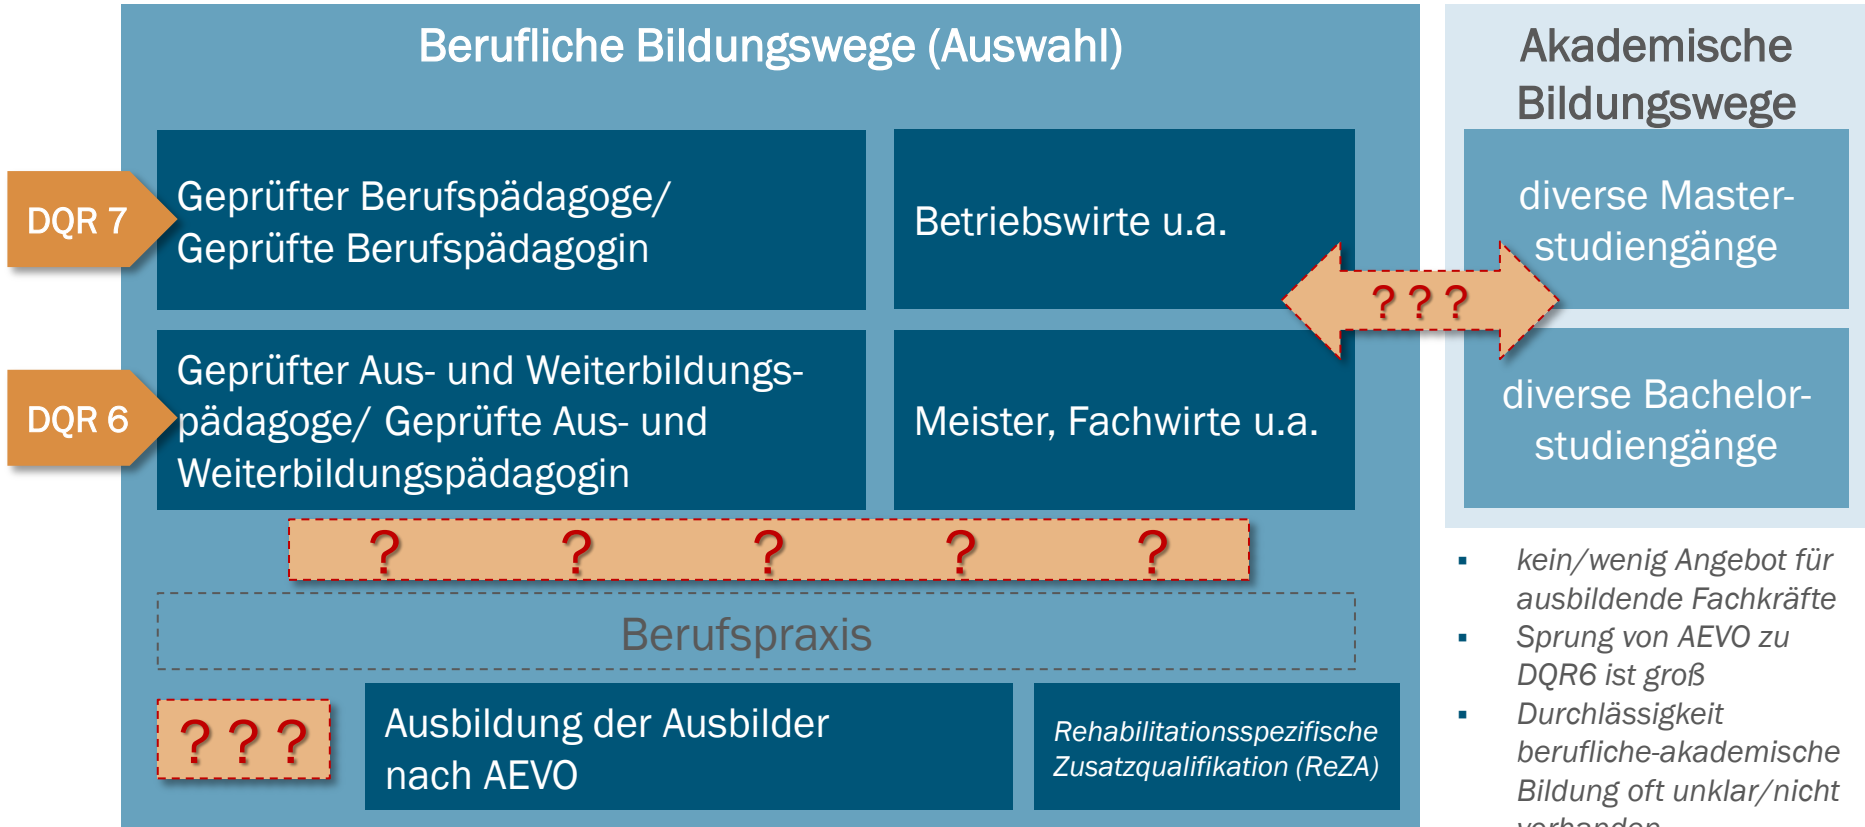 Berufliche Bildungswege (Auswahl)
DQR 7
Geprüfter Berufspädagoge/
Geprüfte Berufspädagogin
Betriebswirte u.a.
DQR 6
Geprüfter Aus- und Weiterbildungs-
pädagoge/ Geprüfte Aus- und
Weiterbildungspädagogin
Meister, Fachwirte u.a.
? ? ? ? ?
Berufspraxis
? ? ?
Ausbildung der Ausbilder
nach AEVO
Rehabilitationsspezifische
Zusatzqualifikation (ReZA)
? ? ?
Akademische
Bildungswege
diverse Master-
studiengänge
diverse Bachelor-
studiengänge
▪ kein/wenig Angebot für
ausbildende Fachkräfte
▪ Sprung von AEVO zu
DQR6 ist groß
▪ Durchlässigkeit
berufliche-akademische
Bildung oft unklar/nicht
vorhanden